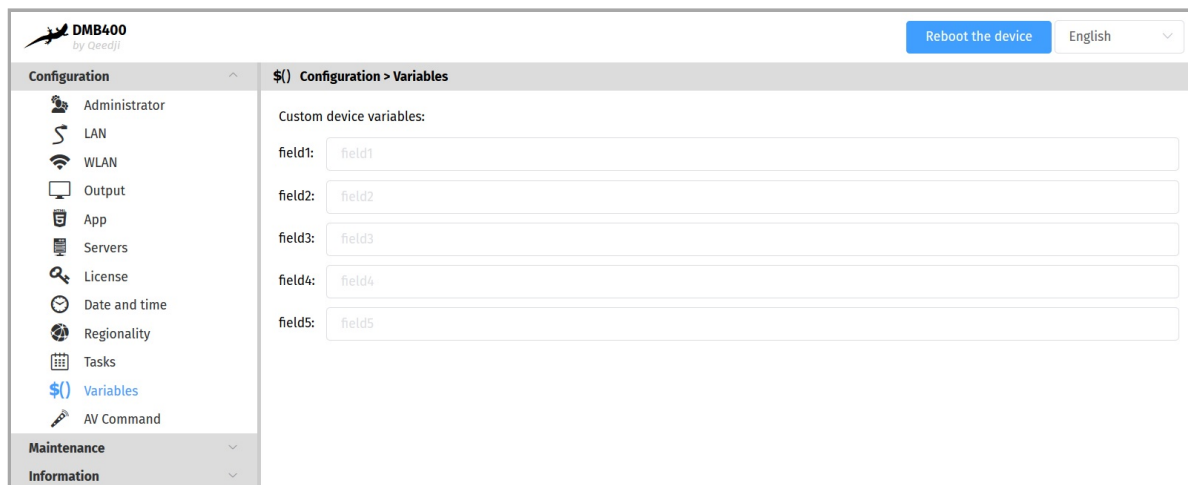 DMB400
by Qeedji
Reboot the device
English
Configuration
Administrator
LAN
WLAN
Output
App
Servers
License
Date and time
Regionality
Tasks
$() Variables
AV Command
Maintenance
Information
$() Configuration > Variables
Custom device variables:
field1: field1
field2: field2
field3: field3
field4: field4
field5: field5